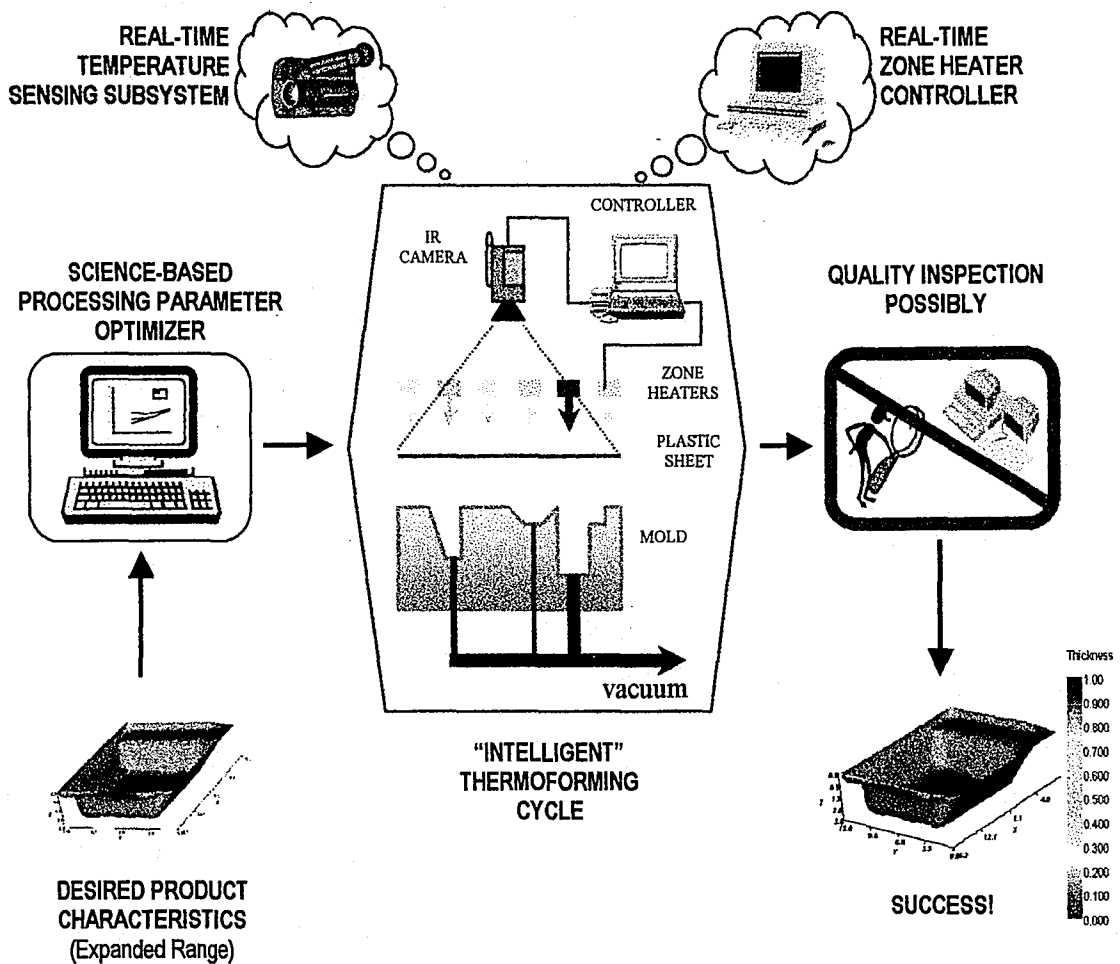 REAL-TIME
TEMPERATURE
SENSING SUBSYSTEM
REAL-TIME
ZONE HEATER
CONTROLLER
CONTROLLER
IR
CAMERA
SCIENCE-BASED
PROCESSING PARAMETER
OPTIMIZER
QUALITY INSPECTION
POSSIBLY
ZONE
HEATERS
PLASTIC
SHEET
MOLD
vacuum
"INTELLIGENT"
THERMOFORMING
CYCLE
DESIRED PRODUCT
CHARACTERISTICS
(Expanded Range)
Thickness
1.00
0.900
0.800
0.700
0.600
0.500
0.400
0.300
0.200
0.100
0.000
SUCCESS!